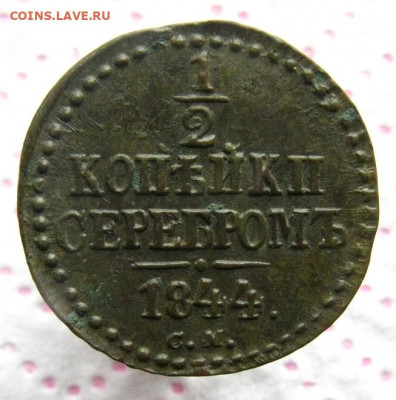 COINS.LAVE.RU
1
2
КОПѢЙКИ
СЕРЕБРОМЪ
1844.
С.М.